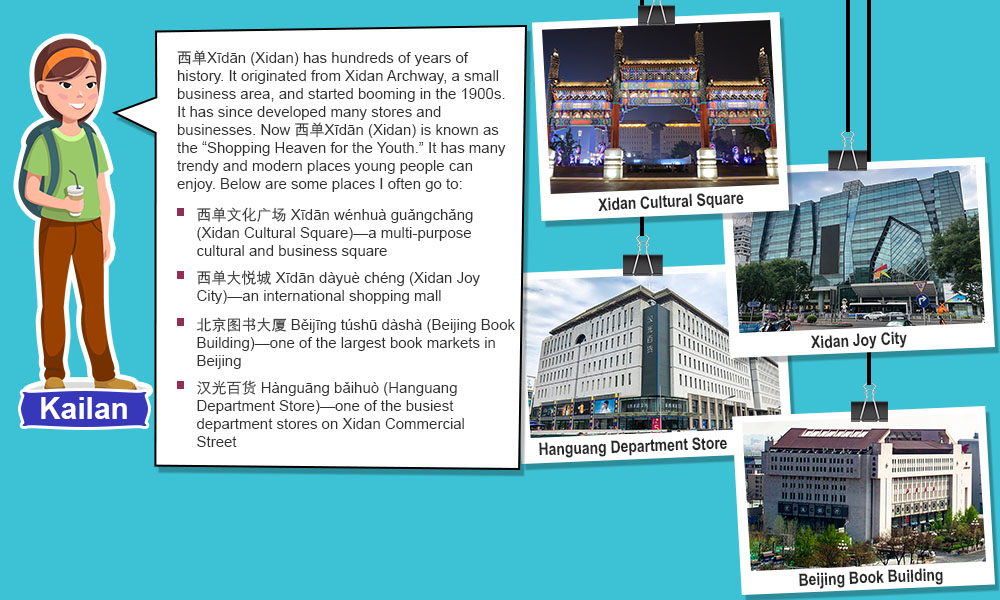 西单Xīdān (Xidan) has hundreds of years of
history. It originated from Xidan Archway, a small
business area, and started booming in the 1900s.
It has since developed many stores and
businesses. Now 西单Xīdān (Xidan) is known as
the “Shopping Heaven for the Youth.” It has many
trendy and modern places young people can
enjoy. Below are some places I often go to:
西单文化广场 Xīdān wénhuà guǎngchǎng
(Xidan Cultural Square)—a multi-purpose
cultural and business square
西单大悦城 Xīdān dàyuè chéng (Xidan Joy
City)—an international shopping mall
北京图书大厦 Běijīng túshū dàshà (Beijing Book
Building)—one of the largest book markets in
Beijing
汉光百货 Hànguāng bǎihuò (Hanguang
Department Store)—one of the busiest
department stores on Xidan Commercial
Street
Kailan
Xidan Cultural Square
Xidan Joy City
汉光百货
Hanguang Department Store
Beijing Book Building